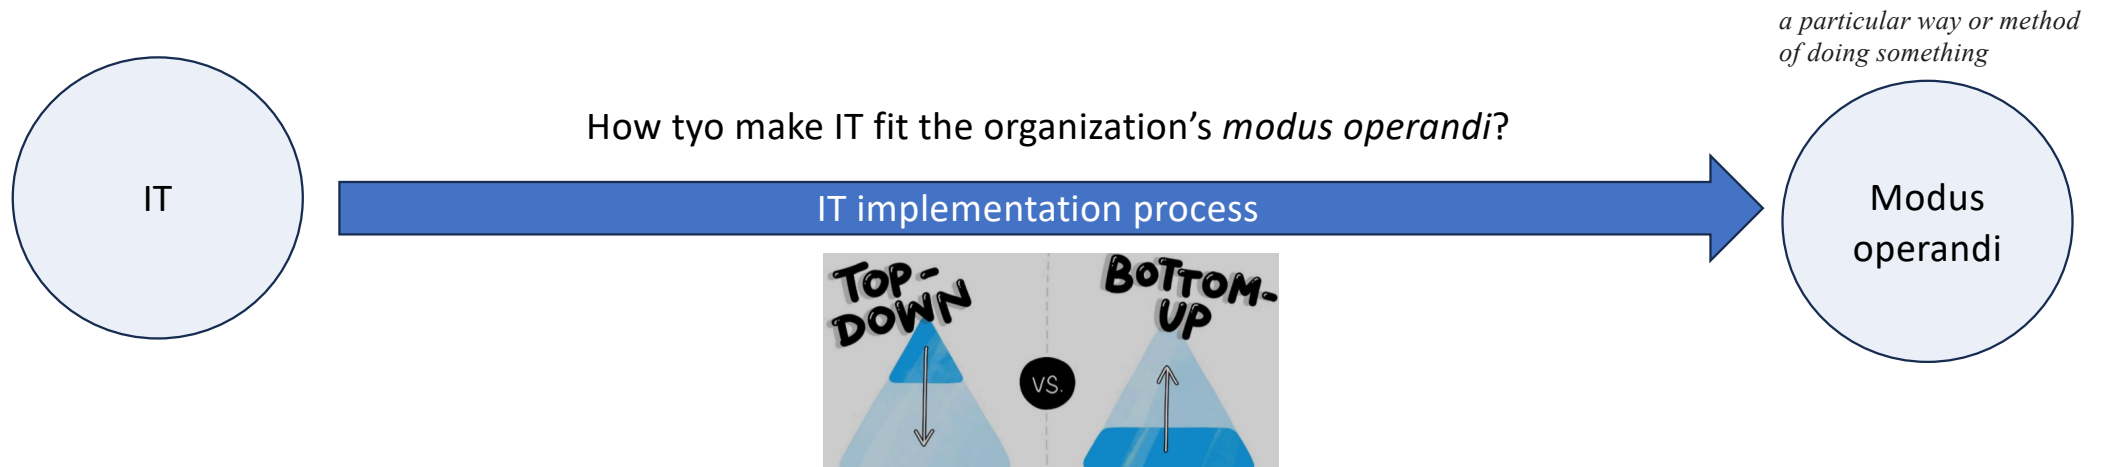 a particular way or method
of doing something
How tyo make IT fit the organization’s modus operandi?
IT
IT implementation process
Modus
operandi
TOP-
DOWN
VS.
BOTTOM-
UP